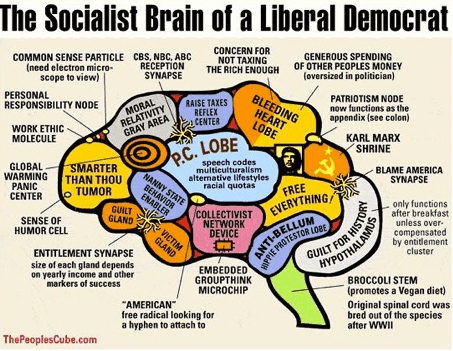 The Socialist Brain of a Liberal Democrat
COMMON SENSE PARTICLE
(need electron micro-
scope to view)
CBS, NBC, ABC
RECEPTION
SYNAPSE
CONCERN FOR
NOT TAXING
THE RICH ENOUGH
GENEROUS SPENDING
OF OTHER PEOPLES MONEY
(oversized in politician)
PERSONAL
RESPONSIBILITY NODE
WORK ETHIC
MOLECULE
GLOBAL
WARMING
PANIC
CENTER
SENSE OF
HUMOR CELL
MORAL
RELATIVITY
GRAY AREA
RAISE TAXES
REFLEX
CENTER
BLEEDING
HEART
LOBE
PATRIOTISM NODE
now functions as the
appendix (see colon)
KARL MARX
SHRINE
BLAME AMERICA
SYNAPSE
P.C. LOBE
speech codes
multiculturalism
alternative lifestyles
racial quotas
SMARTER
THAN THOU
TUMOR
NANNY STATE
BEHAVIOR
ENABLER
FREE
EVERYTHING!
GUILT
GLAND
VICTIM
GLAND
COLLECTIVIST
NETWORK
DEVICE
ANTI-BELLUM
HIPPIE PROTESTOR LOBE
GUILT FOR HISTORY
HYPOTHALMUS
only functions
after breakfast
unless over-
compensated
by entitlement
cluster
ENTITLEMENT SYNAPSE
size of each gland depends
on yearly income and other
markers of success
EMBEDDED
GROUPTHINK
MICROCHIP
"AMERICAN"
free radical looking for
a hyphen to attach to
BROCCOLI STEM
(promotes a Vegan diet)
Original spinal cord was
bred out of the species
after WWII
ThePeoplesCube.com